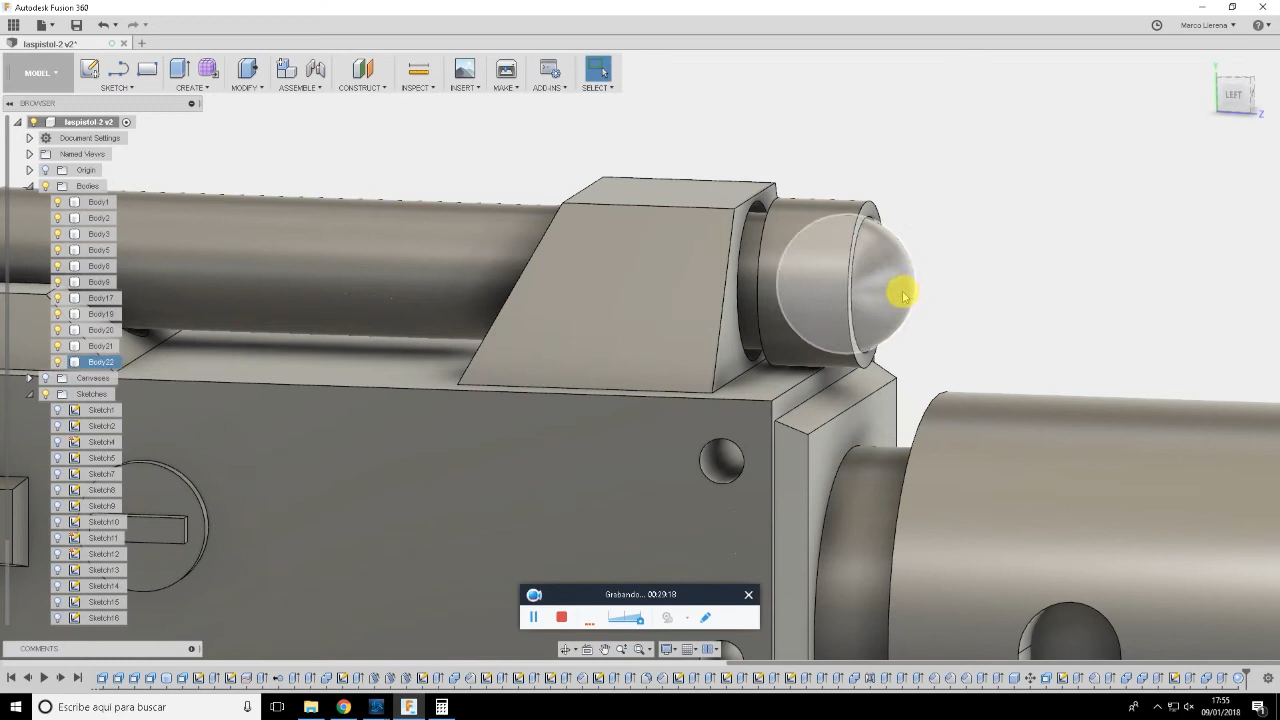 Autodesk Fusion 360
Marco Llerena
laspistol-2 v2*
MODEL
SKETCH
CREATE
MODIFY
ASSEMBLE
CONSTRUCT
INSPECT
INSERT
MAKE
ADD-INS
SELECT
Y
LEFT
Z
BROWSER
laspistol-2 v2
Document Settings
Named Views
Origin
Bodies
Body1
Body2
Body3
Body5
Body8
Body9
Body17
Body19
Body20
Body21
Body22
Canvases
Sketches
Sketch1
Sketch2
Sketch4
Sketch5
Sketch7
Sketch8
Sketch9
Sketch10
Sketch11
Sketch12
Sketch13
Sketch14
Sketch15
Sketch16
Grabando... 00:29:18
COMMENTS
Escribe aquí para buscar
17:55
09/01/2018